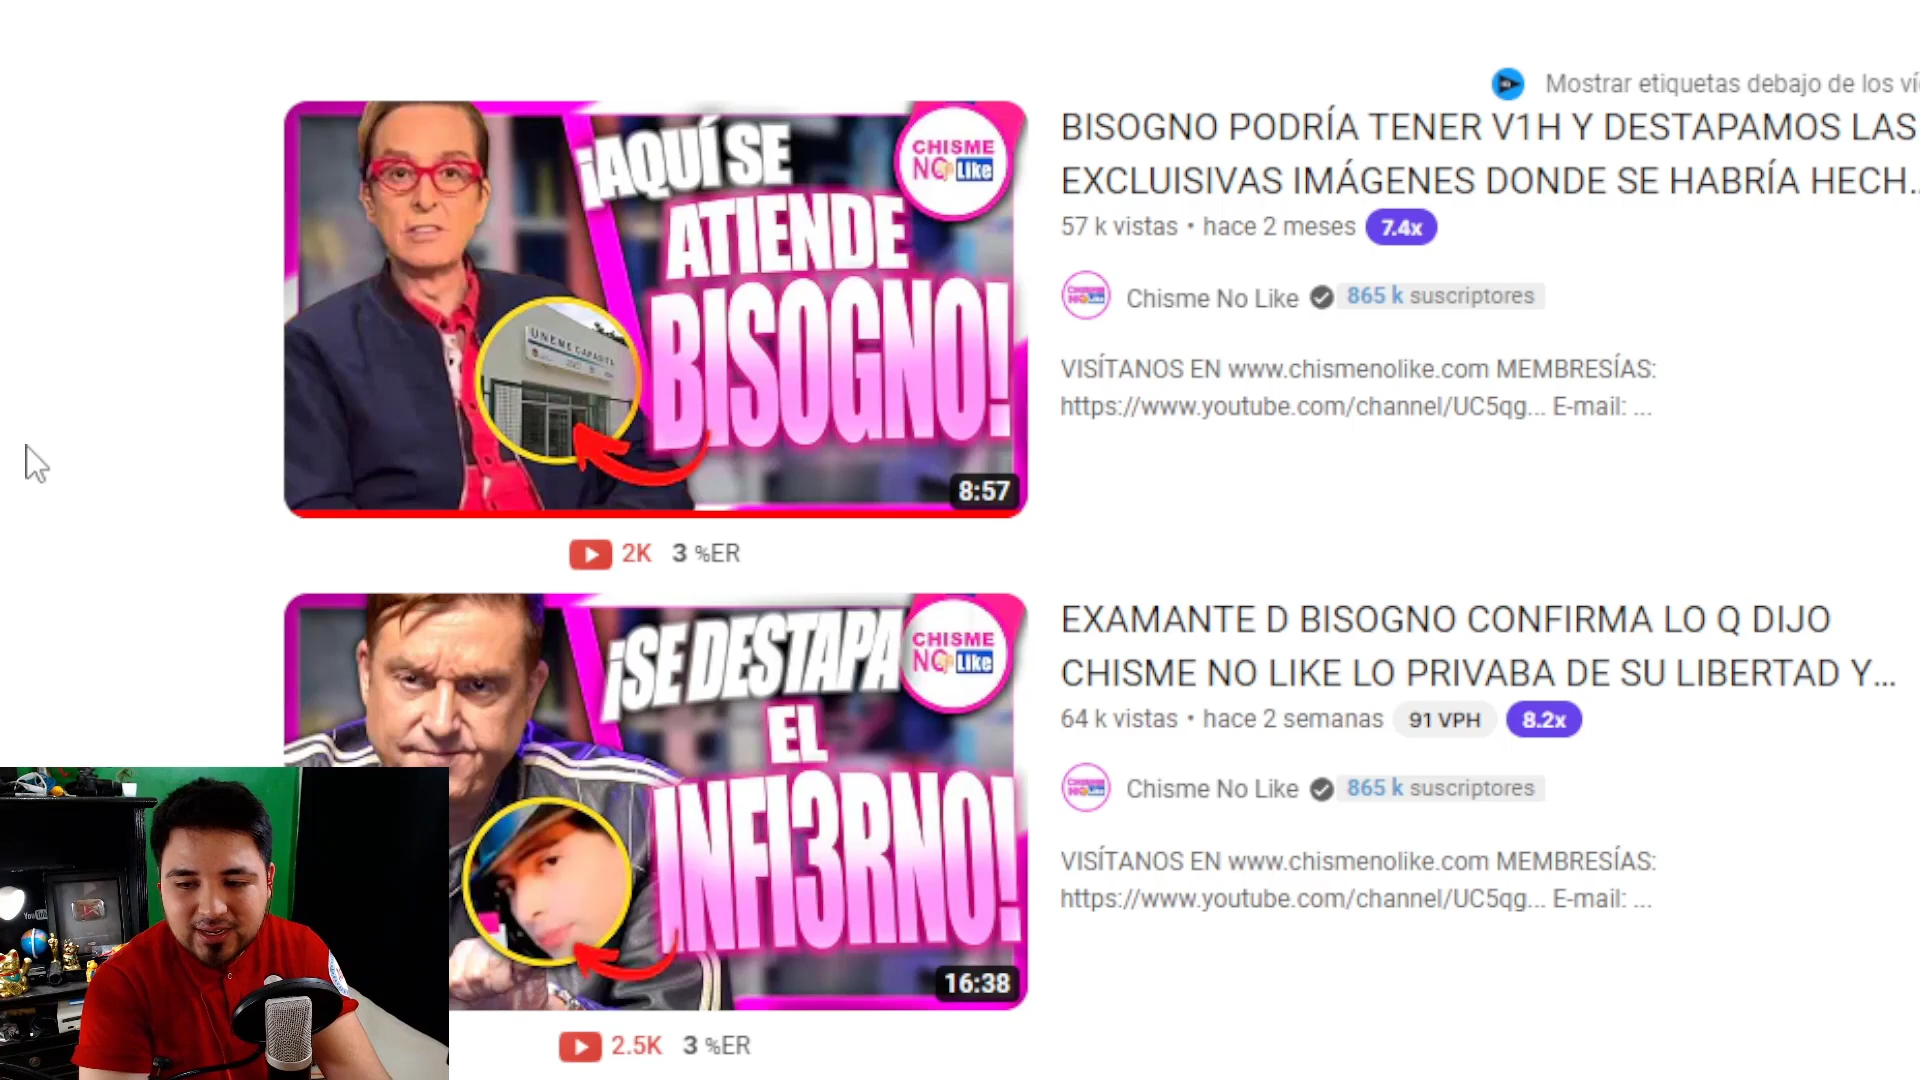 Mostrar etiquetas debajo de los ví
¡AQUÍ SE
ATIENDE
BISOGNO!
CHISME
NO Like
UNEME CAPASITS
8:57
BISOGNO PODRÍA TENER V1H Y DESTAPAMOS LAS
EXCLUISIVAS IMÁGENES DONDE SE HABRÍA HECH...
57 k vistas • hace 2 meses 7.4x
Chisme No Like 865 k suscriptores
VISÍTANOS EN www.chismenolike.com MEMBRESÍAS:
https://www.youtube.com/channel/UC5qg... E-mail: ...
2K 3 %ER
¡SE DESTAPA
EL
INFI3RNO!
CHISME
NO Like
16:38
EXAMANTE D BISOGNO CONFIRMA LO Q DIJO
CHISME NO LIKE LO PRIVABA DE SU LIBERTAD Y...
64 k vistas • hace 2 semanas 91 VPH 8.2x
Chisme No Like 865 k suscriptores
VISÍTANOS EN www.chismenolike.com MEMBRESÍAS:
https://www.youtube.com/channel/UC5qg... E-mail: ...
2.5K 3 %ER